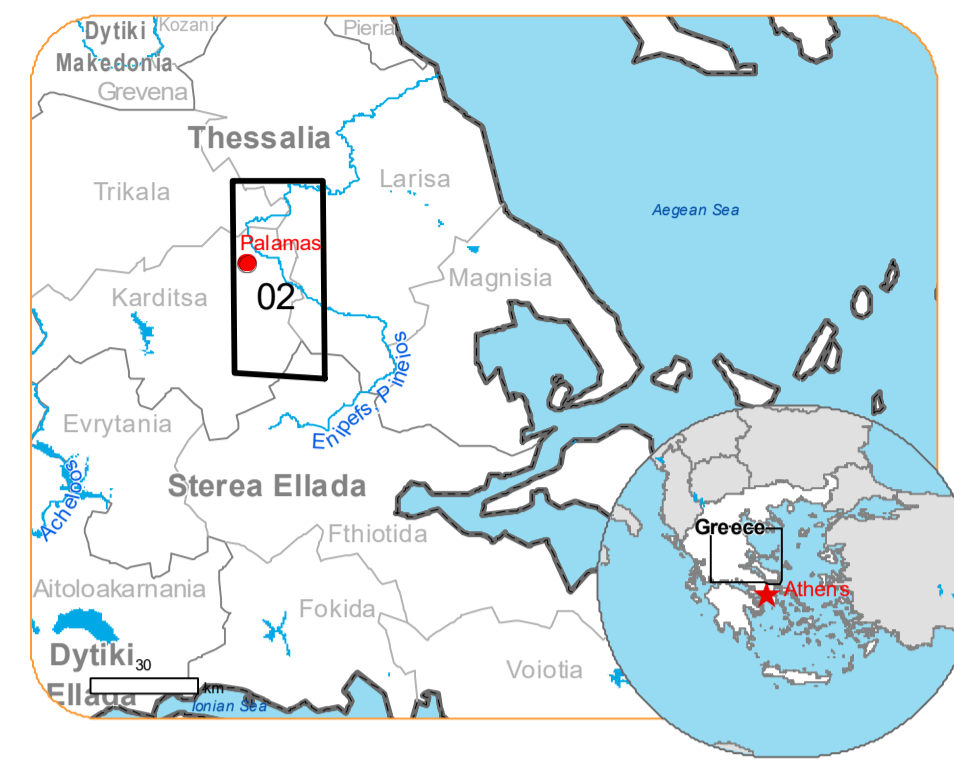 Kozani
Pieria
Dytiki
Makedonia
Grevena
Thessalia
Trikala
Larisa
Aegean Sea
Palamas
Magnisia
Karditsa
02
Enipefs, Pineios
Evrytania
Acheloos
Sterea Ellada
Greece
Fthiotida
Athens
Aitoloakarnania
Fokida
Dytiki
Ellada
30
km
Voiotia
Ionian Sea